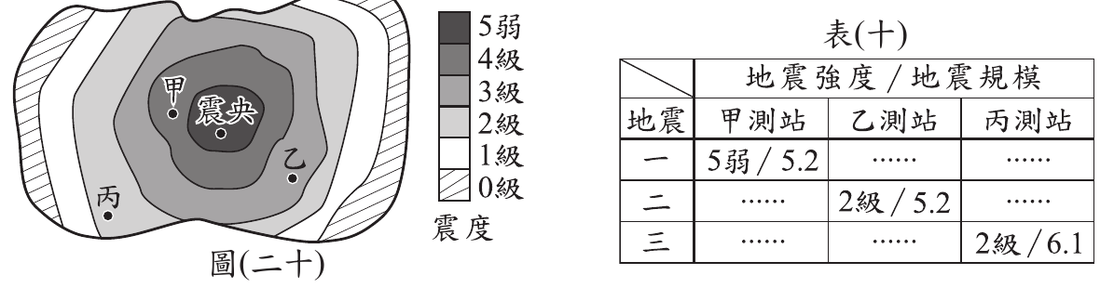 甲
震央
乙
丙
5弱
4級
3級
2級
1級
0級
震度
圖(二十)
表(十)
地震強度 / 地震規模
地震 甲測站 乙測站 丙測站
一 5弱 / 5.2 …… ……
二 …… 2級 / 5.2 ……
三 …… …… 2級 / 6.1